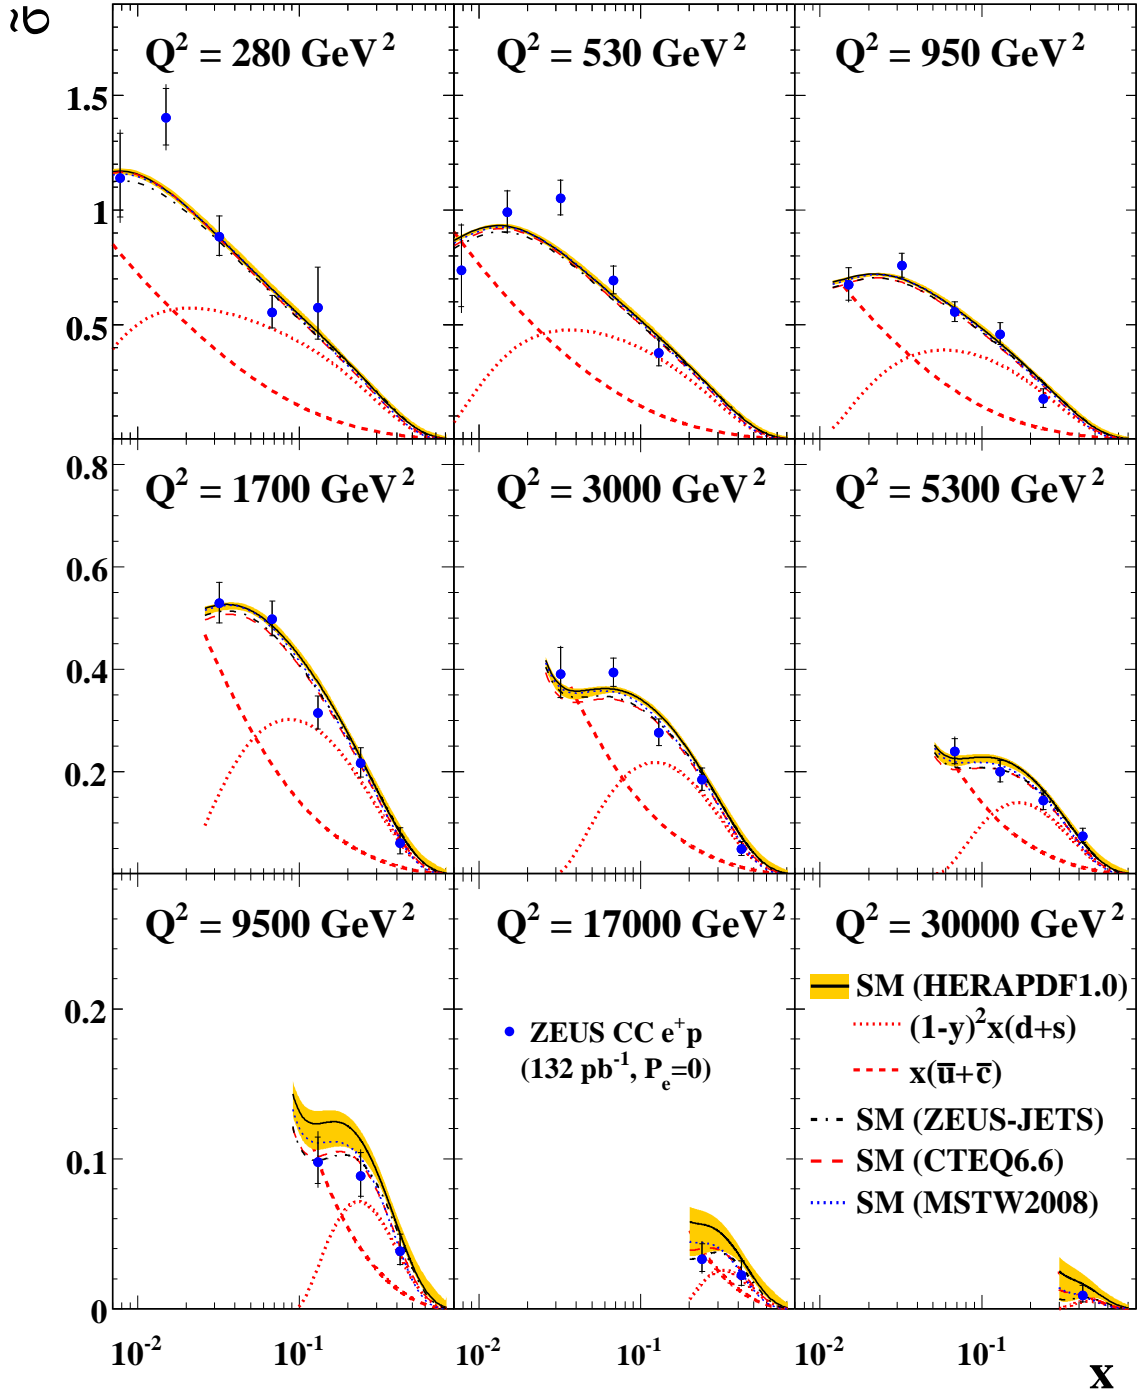 σ̃
Q² = 280 GeV²
Q² = 530 GeV²
Q² = 950 GeV²
1.5
1
0.5
Q² = 1700 GeV²
Q² = 3000 GeV²
Q² = 5300 GeV²
0.8
0.6
0.4
0.2
Q² = 9500 GeV²
Q² = 17000 GeV²
Q² = 30000 GeV²
0.2
0.1
0
ZEUS CC e⁺p
(132 pb⁻¹, Pₑ=0)
SM (HERAPDF1.0)
(1-y)²x(d+s)
x(u̅+c̅)
SM (ZEUS-JETS)
SM (CTEQ6.6)
SM (MSTW2008)
10⁻² 10⁻¹ 10⁻² 10⁻¹ 10⁻² 10⁻¹
x